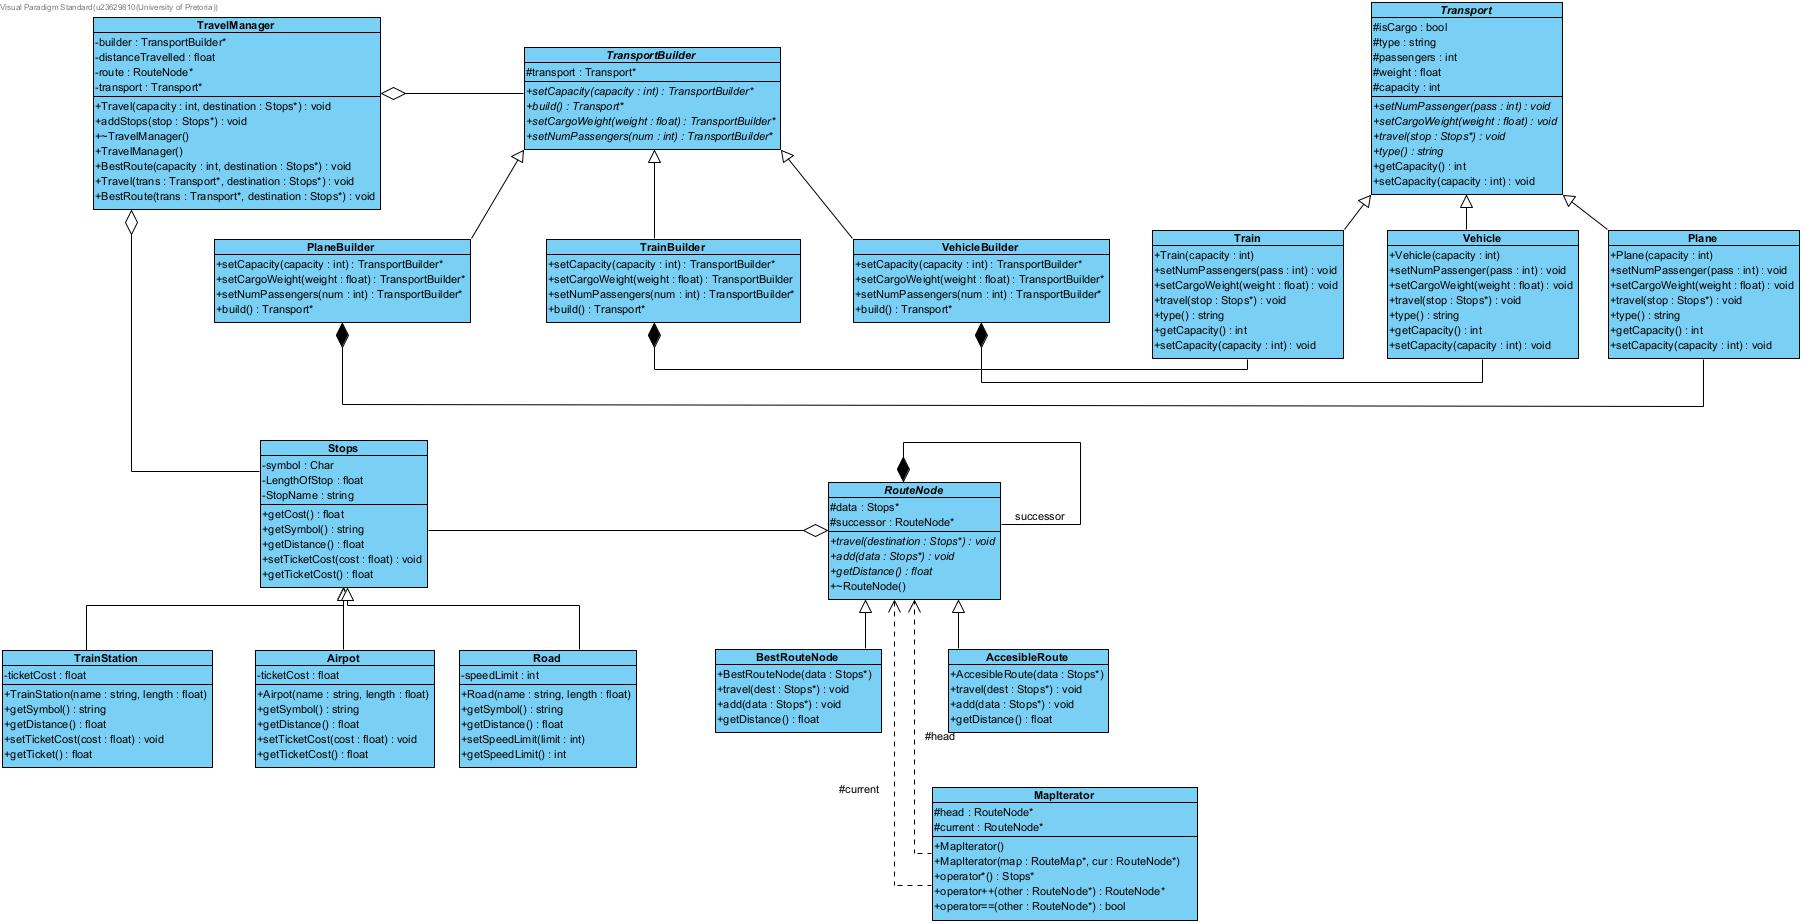 Visual Paradigm Standard(u23629810(University of Pretoria))
TravelManager
-builder : TransportBuilder*
-distanceTravelled : float
-route : RouteNode*
-transport : Transport*
+Travel(capacity : int, destination : Stops*) : void
+addStops(stop : Stops*) : void
+~TravelManager()
+TravelManager()
+BestRoute(capacity : int, destination : Stops*) : void
+Travel(trans : Transport*, destination : Stops*) : void
+BestRoute(trans : Transport*, destination : Stops*) : void
TransportBuilder
#transport : Transport*
+setCapacity(capacity : int) : TransportBuilder*
+build() : Transport*
+setCargoWeight(weight : float) : TransportBuilder*
+setNumPassengers(num : int) : TransportBuilder*
Transport
#isCargo : bool
#type : string
#passengers : int
#weight : float
#capacity : int
+setNumPassenger(pass : int) : void
+setCargoWeight(weight : float) : void
+travel(stop : Stops*) : void
+type() : string
+getCapacity() : int
+setCapacity(capacity : int) : void
PlaneBuilder
+setCapacity(capacity : int) : TransportBuilder*
+setCargoWeight(weight : float) : TransportBuilder*
+setNumPassengers(num : int) : TransportBuilder*
+build() : Transport*
TrainBuilder
+setCapacity(capacity : int) : TransportBuilder*
+setCargoWeight(weight : float) : TransportBuilder
+setNumPassengers(num : int) : TransportBuilder*
+build() : Transport*
VehicleBuilder
+setCapacity(capacity : int) : TransportBuilder*
+setCargoWeight(weight : float) : TransportBuilder*
+setNumPassengers(num : int) : TransportBuilder*
+build() : Transport*
Train
+Train(capacity : int)
+setNumPassengers(pass : int) : void
+setCargoWeight(weight : float) : void
+travel(stop : Stops*) : void
+type() : string
+getCapacity() : int
+setCapacity(capacity : int) : void
Vehicle
+Vehicle(capacity : int)
+setNumPassenger(pass : int) : void
+setCargoWeight(weight : float) : void
+travel(stop : Stops*) : void
+type() : string
+getCapacity() : int
+setCapacity(capacity : int) : void
Plane
+Plane(capacity : int)
+setNumPassenger(pass : int) : void
+setCargoWeight(weight : float) : void
+travel(stop : Stops*) : void
+type() : string
+getCapacity() : int
+setCapacity(capacity : int) : void
Stops
-symbol : Char
-LengthOfStop : float
-StopName : string
+getCost() : float
+getSymbol() : string
+getDistance() : float
+setTicketCost(cost : float) : void
+getTicketCost() : float
RouteNode
#data : Stops*
#successor : RouteNode*
+travel(destination : Stops*) : void
+add(data : Stops*) : void
+getDistance() : float
+~RouteNode()
successor
TrainStation
-ticketCost : float
+TrainStation(name : string, length : float)
+getSymbol() : string
+getDistance() : float
+setTicketCost(cost : float) : void
+getTicket() : float
Airpot
-ticketCost : float
+Airpot(name : string, length : float)
+getSymbol() : string
+getDistance() : float
+setTicketCost(cost : float) : void
+getTicketCost() : float
Road
-speedLimit : int
+Road(name : string, length : float)
+getSymbol() : string
+getDistance() : float
+setSpeedLimit(limit : int)
+getSpeedLimit() : int
BestRouteNode
+BestRouteNode(data : Stops*)
+travel(dest : Stops*) : void
+add(data : Stops*) : void
+getDistance() : float
AccesibleRoute
+AccesibleRoute(data : Stops*)
+travel(dest : Stops*) : void
+add(data : Stops*) : void
+getDistance() : float
#head
#current
MapIterator
#head : RouteNode*
#current : RouteNode*
+MapIterator()
+MapIterator(map : RouteMap*, cur : RouteNode*)
+operator*() : Stops*
+operator++(other : RouteNode*) : RouteNode*
+operator==(other : RouteNode*) : bool